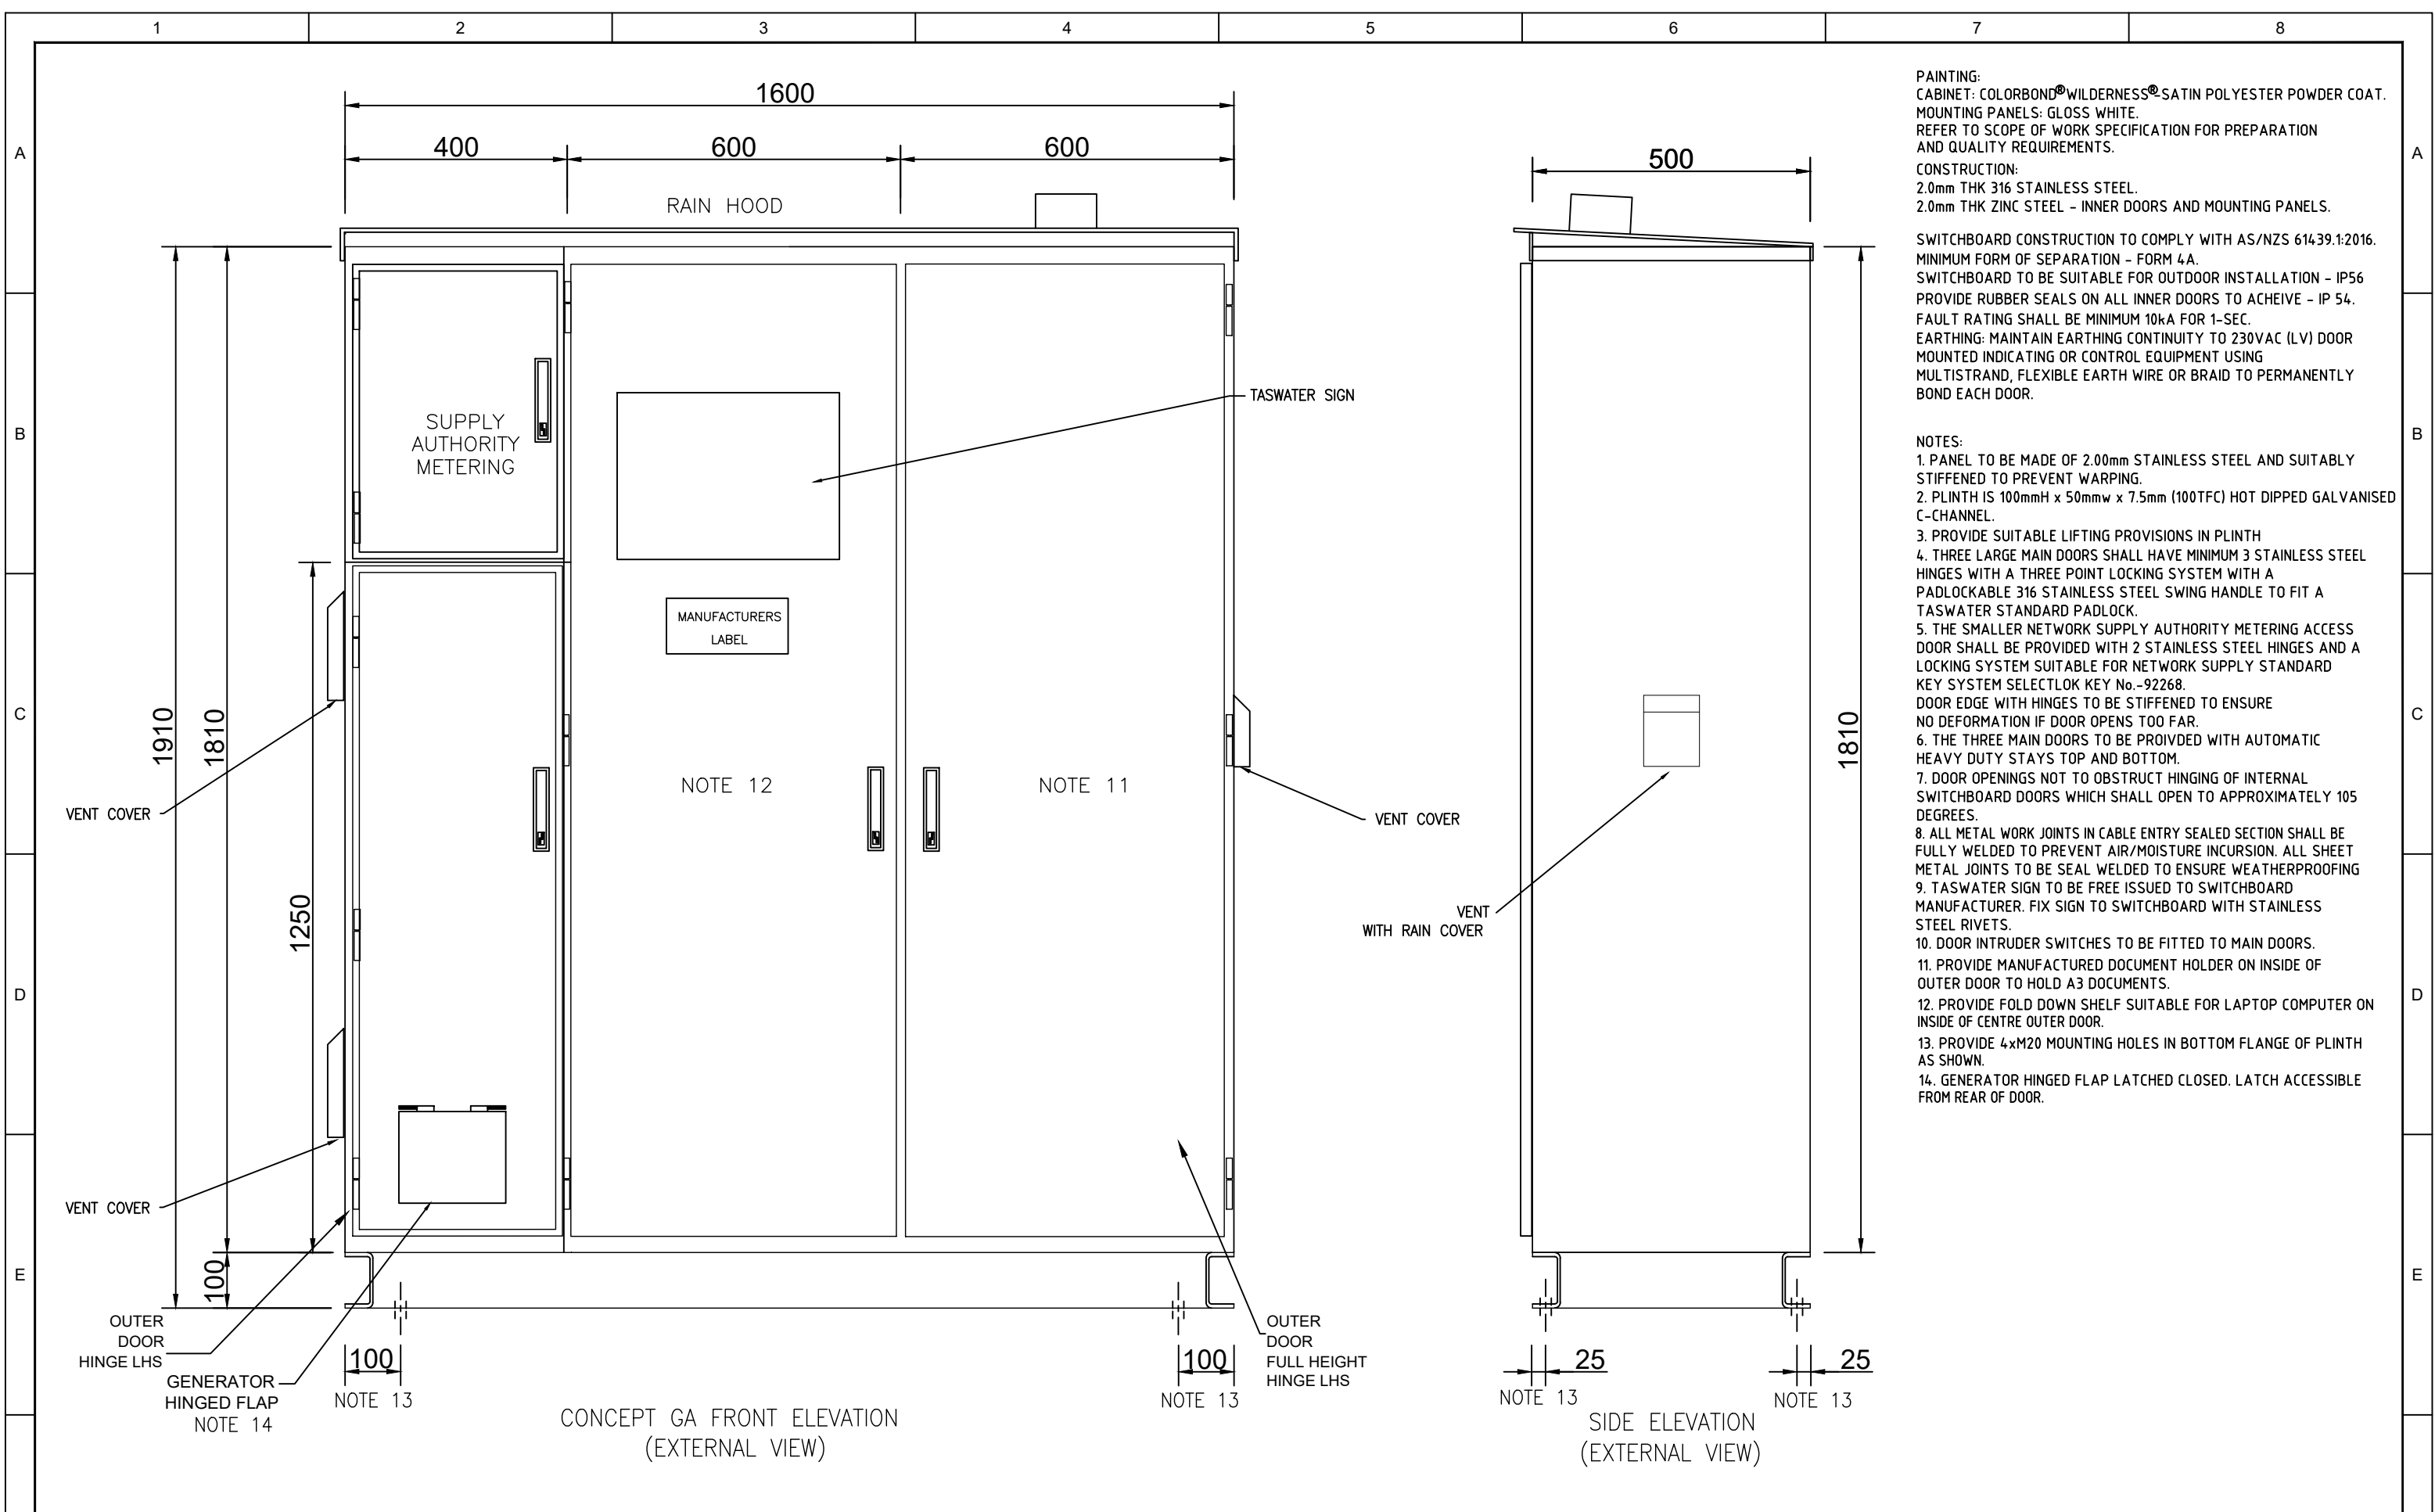 1 2 3 4 5 6 7 8
A
B
C
D
E
A
B
C
D
E
1600
400 600 600
RAIN HOOD
SUPPLY
AUTHORITY
METERING
TASWATER SIGN
MANUFACTURERS
LABEL
1910
1810
1250
100
NOTE 12
NOTE 11
VENT COVER
VENT COVER
VENT COVER
OUTER
DOOR
HINGE LHS
GENERATOR
HINGED FLAP
NOTE 14
100
NOTE 13
100
NOTE 13
OUTER
DOOR
FULL HEIGHT
HINGE LHS
CONCEPT GA FRONT ELEVATION
(EXTERNAL VIEW)
500
1810
VENT
WITH RAIN COVER
25
NOTE 13
25
NOTE 13
SIDE ELEVATION
(EXTERNAL VIEW)
PAINTING:
CABINET: COLORBOND® WILDERNESS®-SATIN POLYESTER POWDER COAT.
MOUNTING PANELS: GLOSS WHITE.
REFER TO SCOPE OF WORK SPECIFICATION FOR PREPARATION
AND QUALITY REQUIREMENTS.
CONSTRUCTION:
2.0mm THK 316 STAINLESS STEEL.
2.0mm THK ZINC STEEL - INNER DOORS AND MOUNTING PANELS.
SWITCHBOARD CONSTRUCTION TO COMPLY WITH AS/NZS 61439.1:2016.
MINIMUM FORM OF SEPARATION - FORM 4A.
SWITCHBOARD TO BE SUITABLE FOR OUTDOOR INSTALLATION - IP56
PROVIDE RUBBER SEALS ON ALL INNER DOORS TO ACHEIVE - IP 54.
FAULT RATING SHALL BE MINIMUM 10kA FOR 1-SEC.
EARTHING: MAINTAIN EARTHING CONTINUITY TO 230VAC (LV) DOOR
MOUNTED INDICATING OR CONTROL EQUIPMENT USING
MULTISTRAND, FLEXIBLE EARTH WIRE OR BRAID TO PERMANENTLY
BOND EACH DOOR.
NOTES:
1. PANEL TO BE MADE OF 2.00mm STAINLESS STEEL AND SUITABLY
STIFFENED TO PREVENT WARPING.
2. PLINTH IS 100mmH x 50mmw x 7.5mm (100TFC) HOT DIPPED GALVANISED
C-CHANNEL.
3. PROVIDE SUITABLE LIFTING PROVISIONS IN PLINTH
4. THREE LARGE MAIN DOORS SHALL HAVE MINIMUM 3 STAINLESS STEEL
HINGES WITH A THREE POINT LOCKING SYSTEM WITH A
PADLOCKABLE 316 STAINLESS STEEL SWING HANDLE TO FIT A
TASWATER STANDARD PADLOCK.
5. THE SMALLER NETWORK SUPPLY AUTHORITY METERING ACCESS
DOOR SHALL BE PROVIDED WITH 2 STAINLESS STEEL HINGES AND A
LOCKING SYSTEM SUITABLE FOR NETWORK SUPPLY STANDARD
KEY SYSTEM SELECTLOK KEY No.-92268.
DOOR EDGE WITH HINGES TO BE STIFFENED TO ENSURE
NO DEFORMATION IF DOOR OPENS TOO FAR.
6. THE THREE MAIN DOORS TO BE PROIVDED WITH AUTOMATIC
HEAVY DUTY STAYS TOP AND BOTTOM.
7. DOOR OPENINGS NOT TO OBSTRUCT HINGING OF INTERNAL
SWITCHBOARD DOORS WHICH SHALL OPEN TO APPROXIMATELY 105
DEGREES.
8. ALL METAL WORK JOINTS IN CABLE ENTRY SEALED SECTION SHALL BE
FULLY WELDED TO PREVENT AIR/MOISTURE INCURSION. ALL SHEET
METAL JOINTS TO BE SEAL WELDED TO ENSURE WEATHERPROOFING
9. TASWATER SIGN TO BE FREE ISSUED TO SWITCHBOARD
MANUFACTURER. FIX SIGN TO SWITCHBOARD WITH STAINLESS
STEEL RIVETS.
10. DOOR INTRUDER SWITCHES TO BE FITTED TO MAIN DOORS.
11. PROVIDE MANUFACTURED DOCUMENT HOLDER ON INSIDE OF
OUTER DOOR TO HOLD A3 DOCUMENTS.
12. PROVIDE FOLD DOWN SHELF SUITABLE FOR LAPTOP COMPUTER ON
INSIDE OF CENTRE OUTER DOOR.
13. PROVIDE 4xM20 MOUNTING HOLES IN BOTTOM FLANGE OF PLINTH
AS SHOWN.
14. GENERATOR HINGED FLAP LATCHED CLOSED. LATCH ACCESSIBLE
FROM REAR OF DOOR.